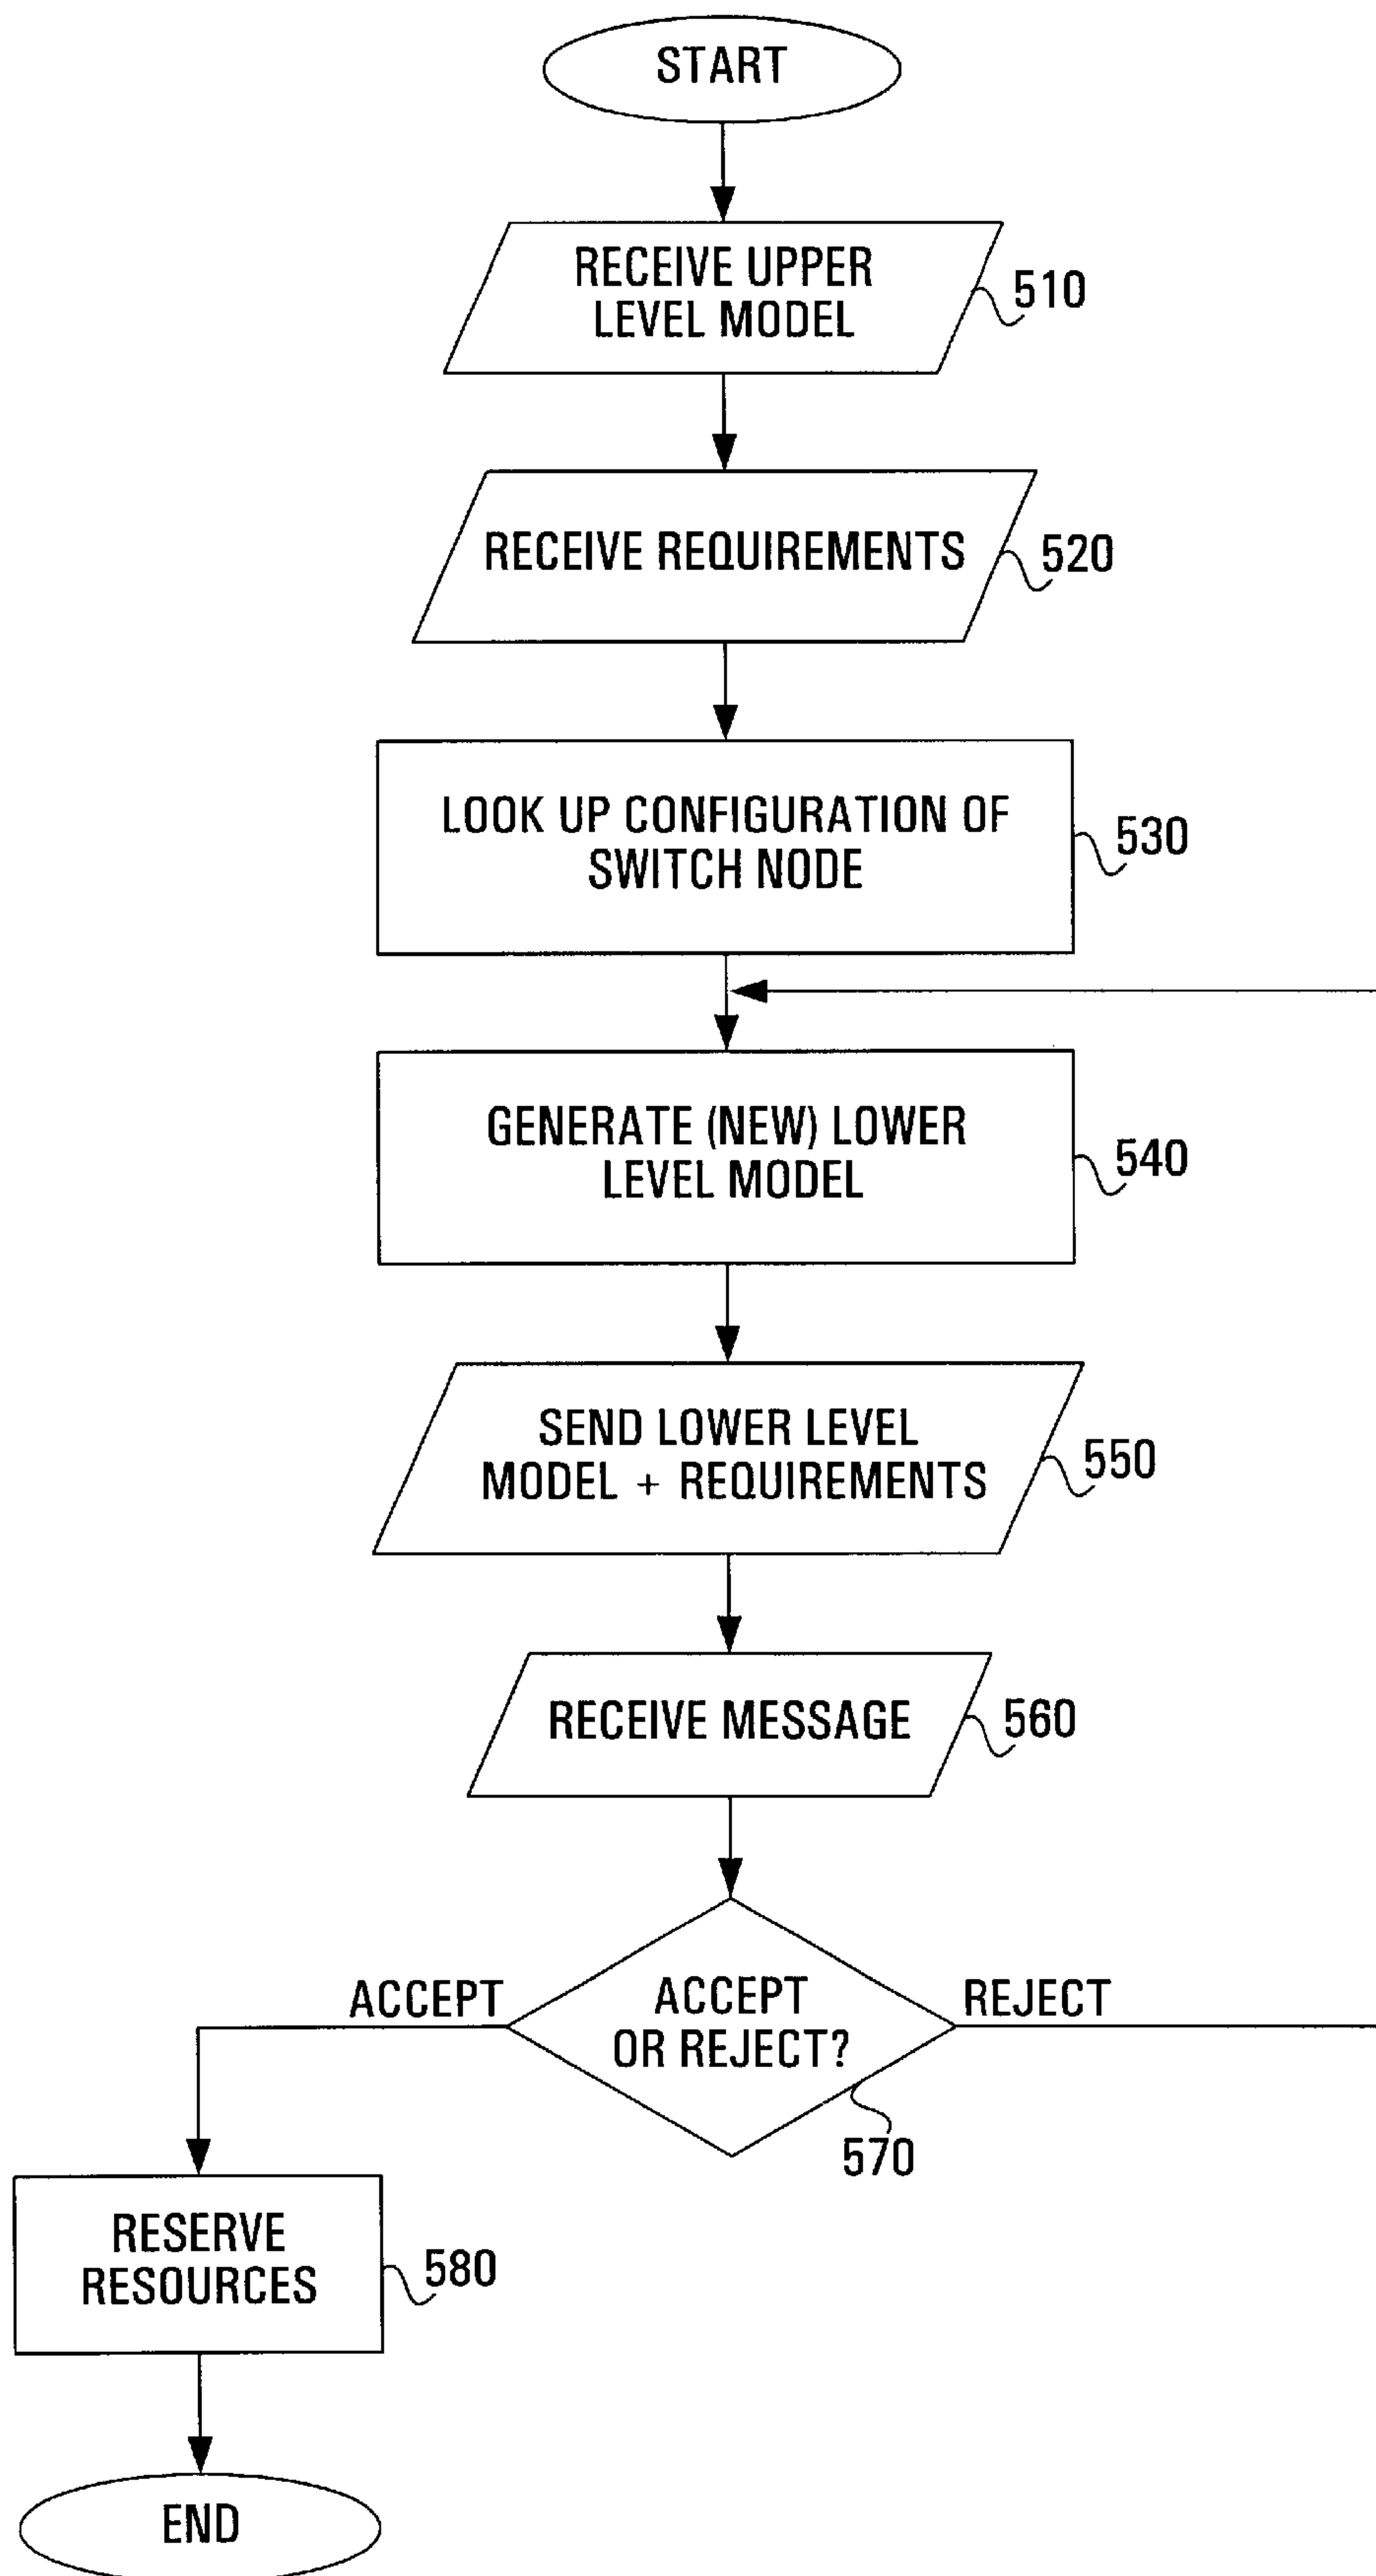 START
RECEIVE UPPER
LEVEL MODEL
510
RECEIVE REQUIREMENTS
520
LOOK UP CONFIGURATION OF
SWITCH NODE
530
GENERATE (NEW) LOWER
LEVEL MODEL
540
SEND LOWER LEVEL
MODEL + REQUIREMENTS
550
RECEIVE MESSAGE
560
ACCEPT
ACCEPT
OR REJECT?
REJECT
570
RESERVE
RESOURCES
580
END